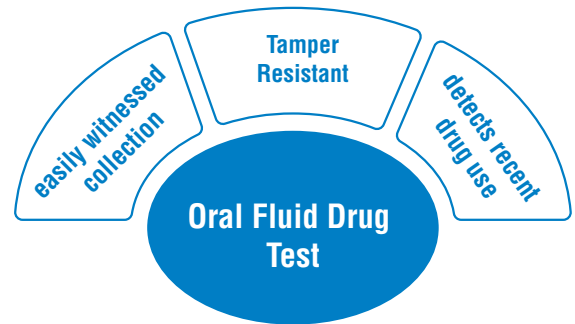 easily witnessed
collection
Tamper
Resistant
detects recent
drug use
Oral Fluid Drug
Test